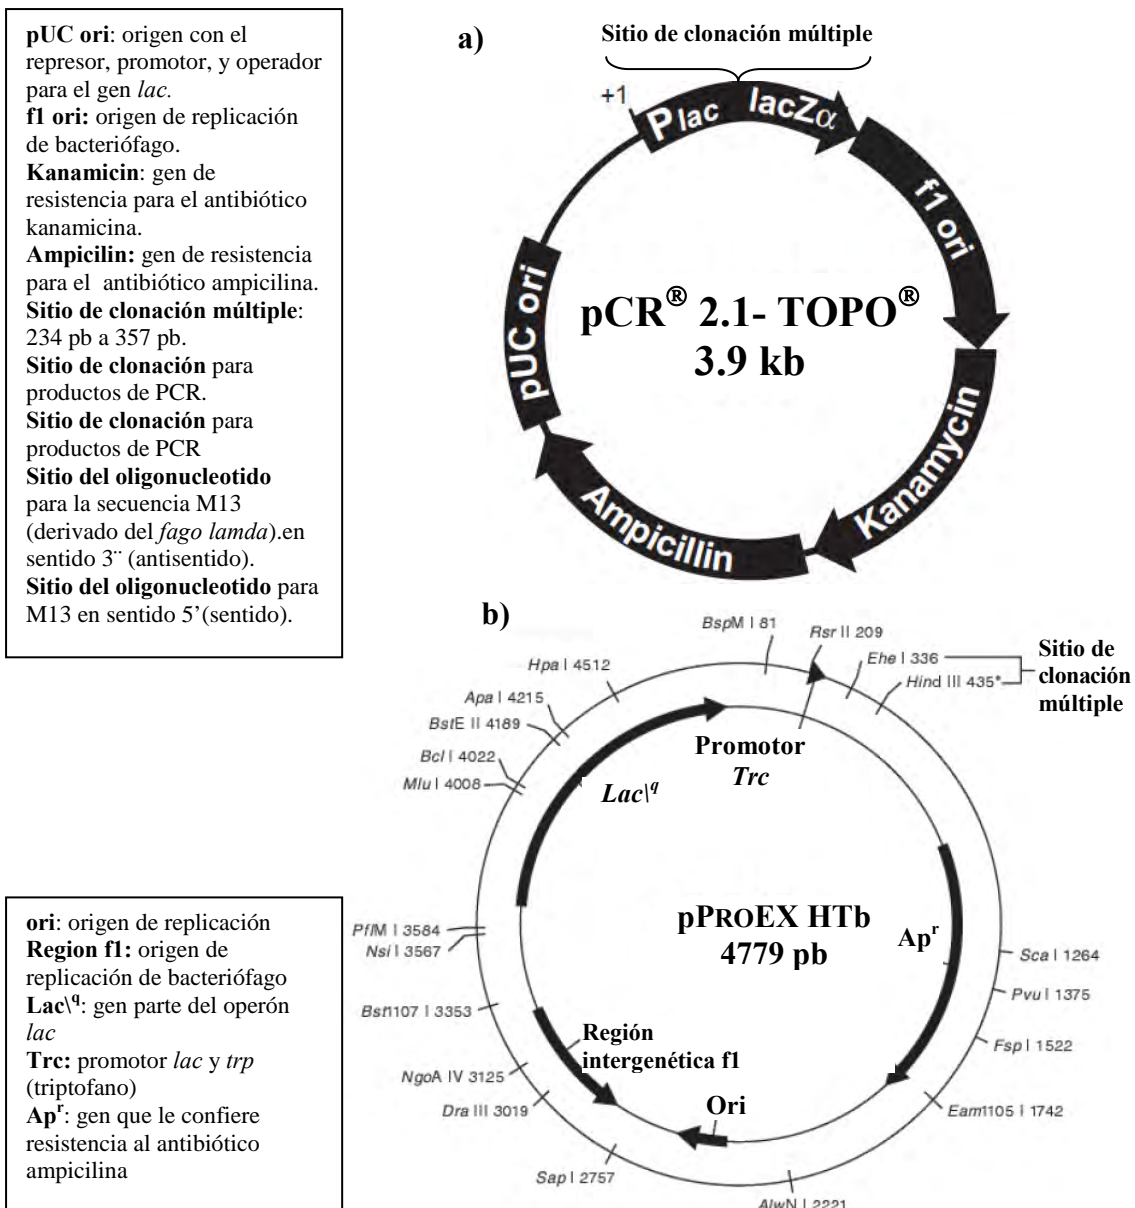 pUC ori: origen con el
represor, promotor, y operador
para el gen lac.
f1 ori: origen de replicación
de bacteriófago.
Kanamicin: gen de
resistencia para el antibiótico
kanamicina.
Ampicilin: gen de resistencia
para el antibiótico ampicilina.
Sitio de clonación múltiple:
234 pb a 357 pb.
Sitio de clonación para
productos de PCR.
Sitio de clonación para
productos de PCR
Sitio del oligonucleotido
para la secuencia M13
(derivado del fago lamda).en
sentido 3¨ (antisentido).
Sitio del oligonucleotido para
M13 en sentido 5’(sentido).
a)
Sitio de clonación múltiple
+1
Plac
lacZα
f1 ori
Kanamycin
Ampicillin
pUC ori
pCR® 2.1- TOPO®
3.9 kb
b)
BspM I 81
Rsr II 209
Ehe I 336
Hind III 435*
Sitio de
clonación
múltiple
Hpa I 4512
Apa I 4215
BstE II 4189
Bcl I 4022
Mlu I 4008
PflM I 3584
Nsi I 3567
Bst1107 I 3353
NgoA IV 3125
Dra III 3019
Sap I 2757
AlwN I 2221
Eam1105 I 1742
Fsp I 1522
Pvu I 1375
Sca I 1264
Promotor
Trc
Lac\q
pPROEX HTb
4779 pb
Apr
Región
intergenética f1
Ori
ori: origen de replicación
Region f1: origen de
replicación de bacteriófago
Lac\q: gen parte del operón
lac
Trc: promotor lac y trp
(triptofano)
Apr: gen que le confiere
resistencia al antibiótico
ampicilina